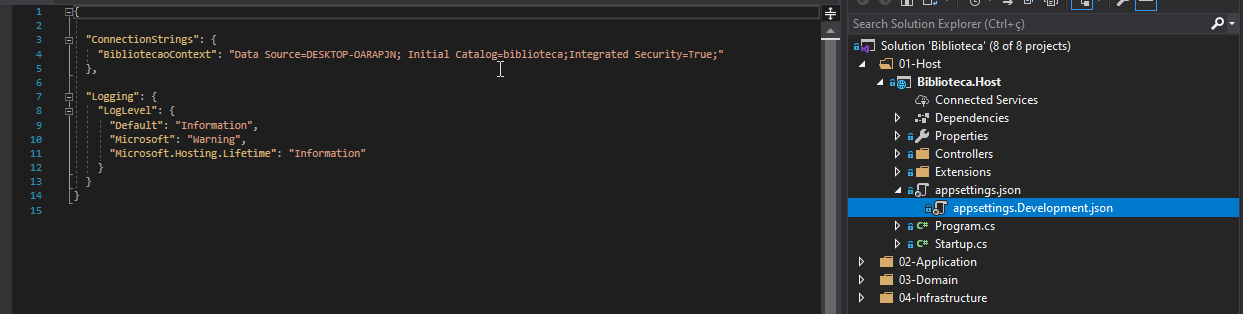 1 {
2
3 "ConnectionStrings": {
4 "BibliotecaoContext": "Data Source=DESKTOP-OARAPJN; Initial Catalog=biblioteca;Integrated Security=True;"
5 },
6
7 "Logging": {
8 "LogLevel": {
9 "Default": "Information",
10 "Microsoft": "Warning",
11 "Microsoft.Hosting.Lifetime": "Information"
12 }
13 }
14 }
15
Search Solution Explorer (Ctrl+ç)
Solution 'Biblioteca' (8 of 8 projects)
01-Host
Biblioteca.Host
Connected Services
Dependencies
Properties
Controllers
Extensions
appsettings.json
appsettings.Development.json
C# Program.cs
C# Startup.cs
02-Application
03-Domain
04-Infrastructure